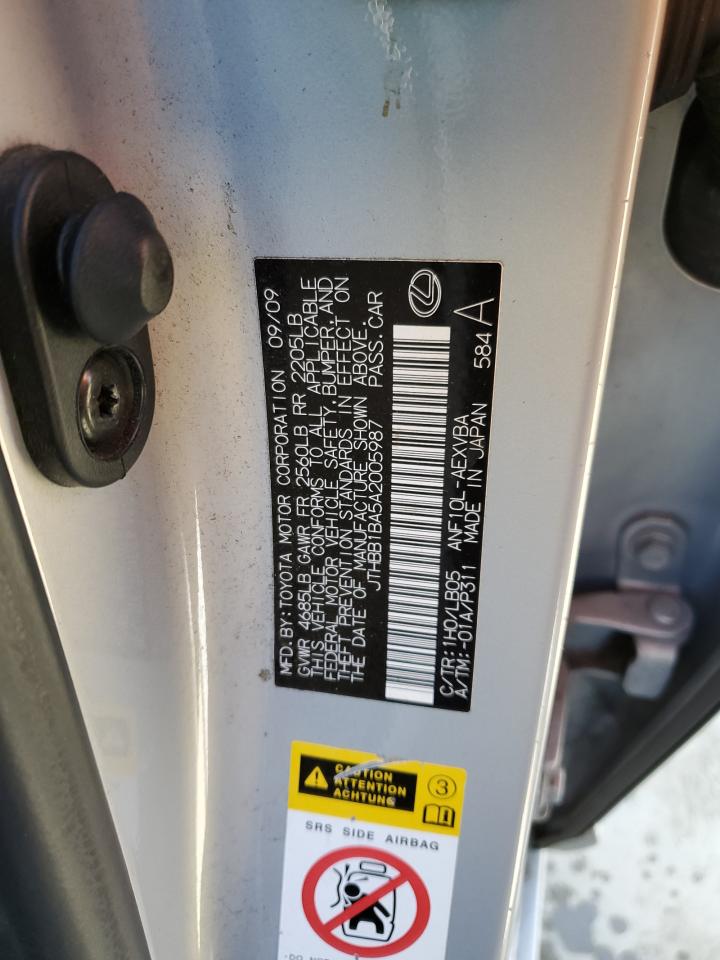 MFD. BY: TOYOTA MOTOR CORPORATION 09/09
GVWR 4685LB GAWR FR 2560LB RR 2205LB
THIS VEHICLE CONFORMS TO ALL APPLICABLE
FEDERAL MOTOR VEHICLE SAFETY, BUMPER, AND
THEFT PREVENTION STANDARDS IN EFFECT ON
THE DATE OF MANUFACTURE SHOWN ABOVE.
JTHBB1BA5A2005987 PASS. CAR
C/TR: 1H0/LB05 ANF10L-AEXVBA
A/TM: -01A/P311 MADE IN JAPAN 584 A
CAUTION
ATTENTION
ACHTUNG
3
SRS SIDE AIRBAG
DO NO